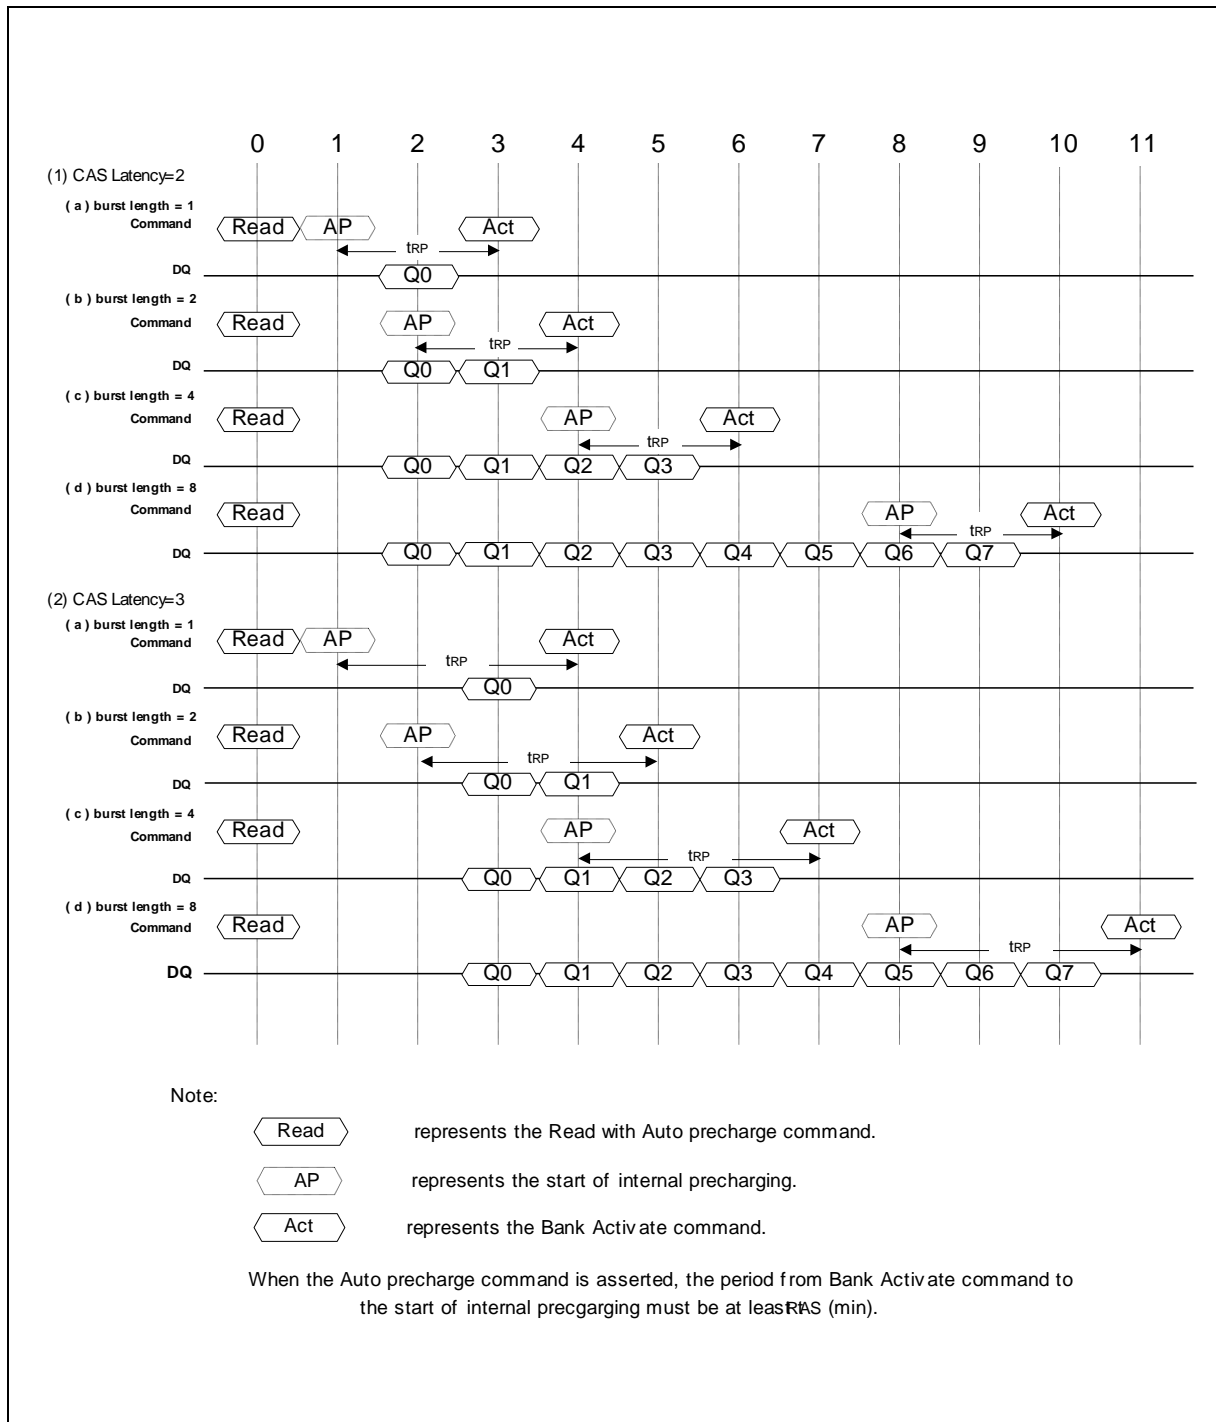 0 1 2 3 4 5 6 7 8 9 10 11
(1) CAS Latency=2
( a ) burst length = 1
Command Read AP Act
tRP
DQ Q0
( b ) burst length = 2
Command Read AP Act
tRP
DQ Q0 Q1
( c ) burst length = 4
Command Read AP Act
tRP
DQ Q0 Q1 Q2 Q3
( d ) burst length = 8
Command Read AP Act
tRP
DQ Q0 Q1 Q2 Q3 Q4 Q5 Q6 Q7
(2) CAS Latency=3
( a ) burst length = 1
Command Read AP Act
tRP
DQ Q0
( b ) burst length = 2
Command Read AP Act
tRP
DQ Q0 Q1
( c ) burst length = 4
Command Read AP Act
tRP
DQ Q0 Q1 Q2 Q3
( d ) burst length = 8
Command Read AP Act
tRP
DQ Q0 Q1 Q2 Q3 Q4 Q5 Q6 Q7
Note:
Read represents the Read with Auto precharge command.
AP represents the start of internal precharging.
Act represents the Bank Activate command.
When the Auto precharge command is asserted, the period from Bank Activate command to
the start of internal precgarging must be at least tRAS (min).